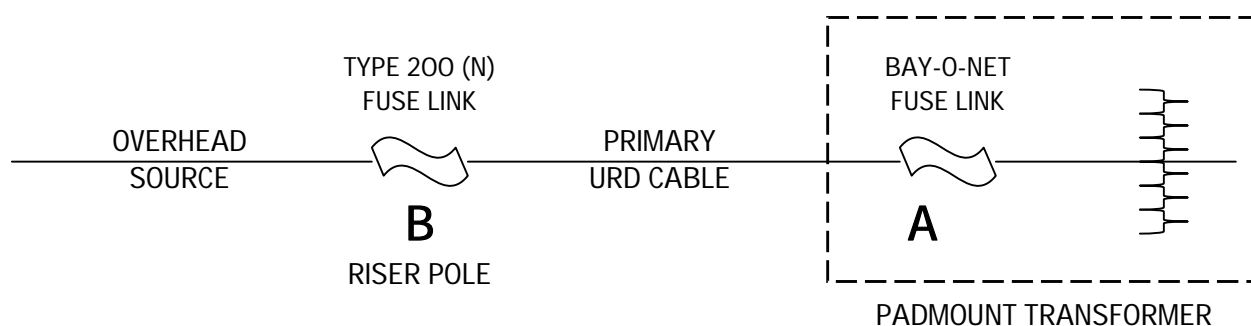 OVERHEAD
SOURCE
TYPE 200 (N)
FUSE LINK
B
RISER POLE
PRIMARY
URD CABLE
BAY-O-NET
FUSE LINK
A
PADMOUNT TRANSFORMER